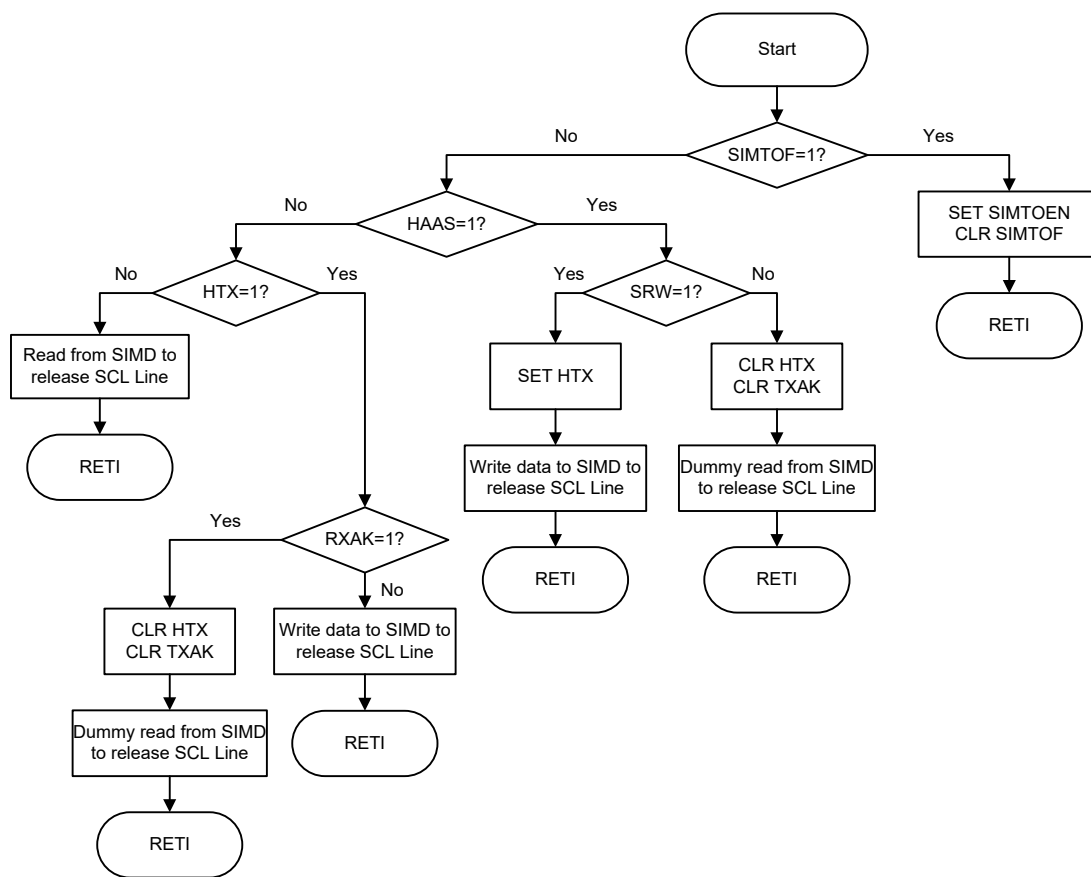 Start
No
SIMTOF=1?
Yes
No
HAAS=1?
Yes
SET SIMTOEN
CLR SIMTOF
No
HTX=1?
Yes
Yes
SRW=1?
No
RETI
Read from SIMD to
release SCL Line
SET HTX
CLR HTX
CLR TXAK
RETI
Write data to SIMD to
release SCL Line
Dummy read from SIMD
to release SCL Line
Yes
RXAK=1?
No
RETI
RETI
CLR HTX
CLR TXAK
Write data to SIMD to
release SCL Line
Dummy read from SIMD
to release SCL Line
RETI
RETI